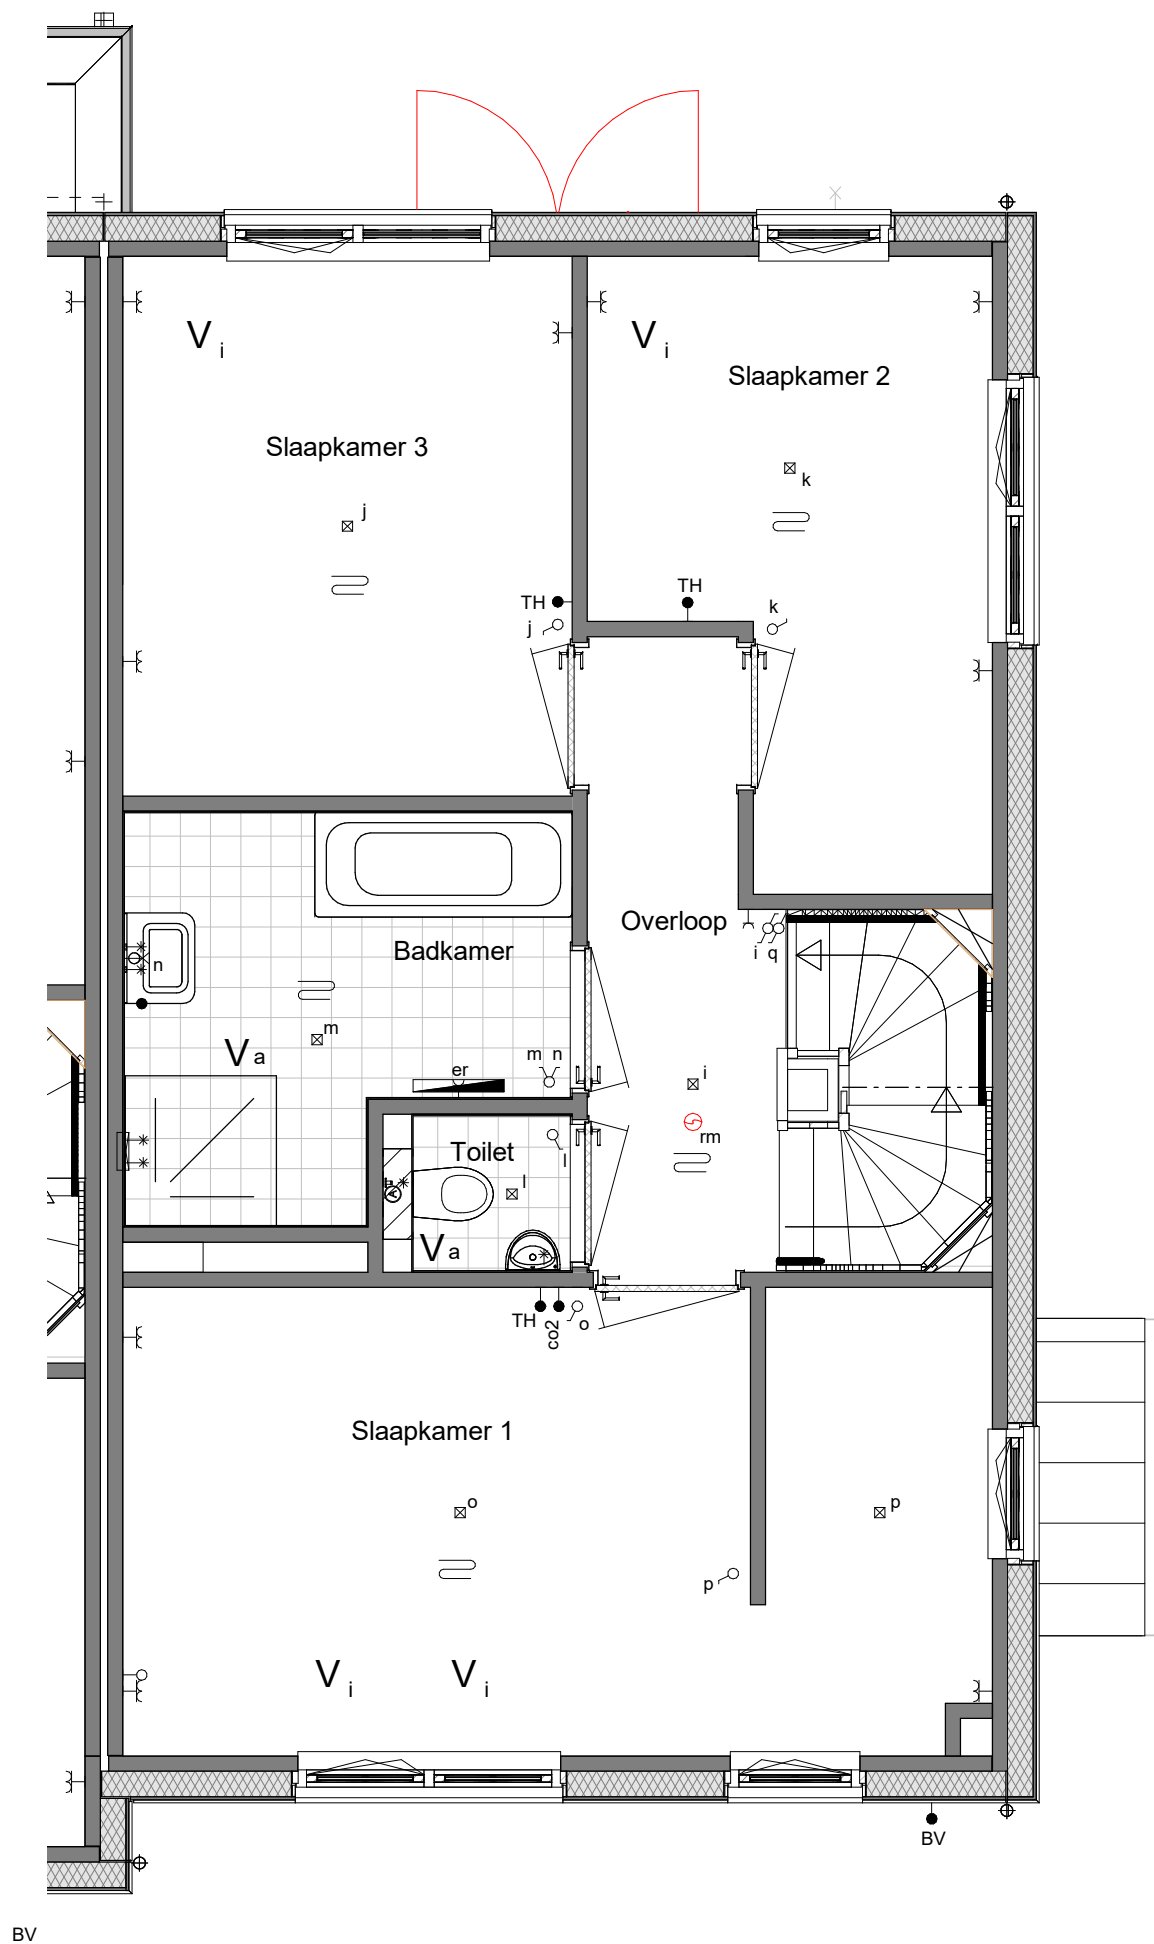 V i
V i
Slaapkamer 2
Slaapkamer 3
k
j
TH
TH
k
j
Overloop
Badkamer
i q
n
m
V a
m n
er
i
rm
Toilet
l
l
V a
TH
co2
o
Slaapkamer 1
o
p
p
V i
V i
BV
BV